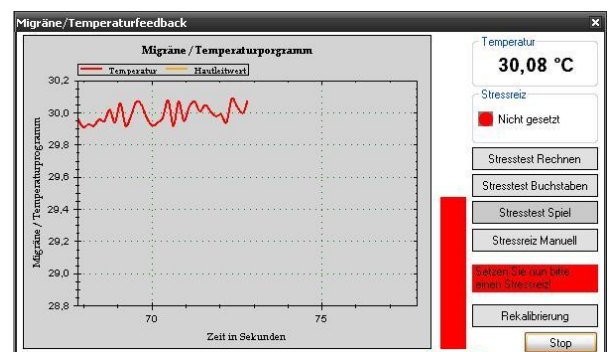 Migräne/Temperaturfeedback
x
Migräne / Temperaturporgramm
Temperatur
Hautleitwert
Migräne / Temperaturprogramm
30,2
30,0
29,8
29,6
29,4
29,2
29,0
28,8
70
75
Zeit in Sekunden
Temperatur
30,08 °C
Stressreiz
Nicht gesetzt
Stresstest Rechnen
Stresstest Buchstaben
Stresstest Spiel
Stressreiz Manuell
Setzen Sie nun bitte
einen Stressreiz!
Rekalibrierung
Stop